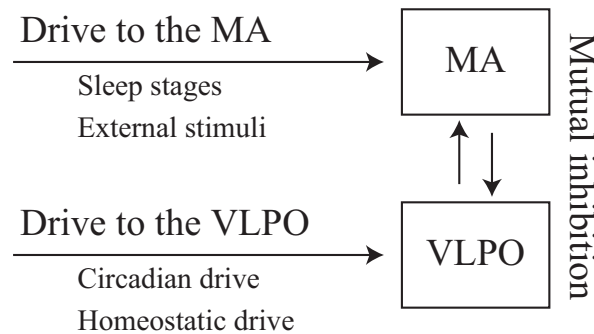 Drive to the MA
Sleep stages
External stimuli
MA
Mutual inhibition
Drive to the VLPO
Circadian drive
Homeostatic drive
VLPO